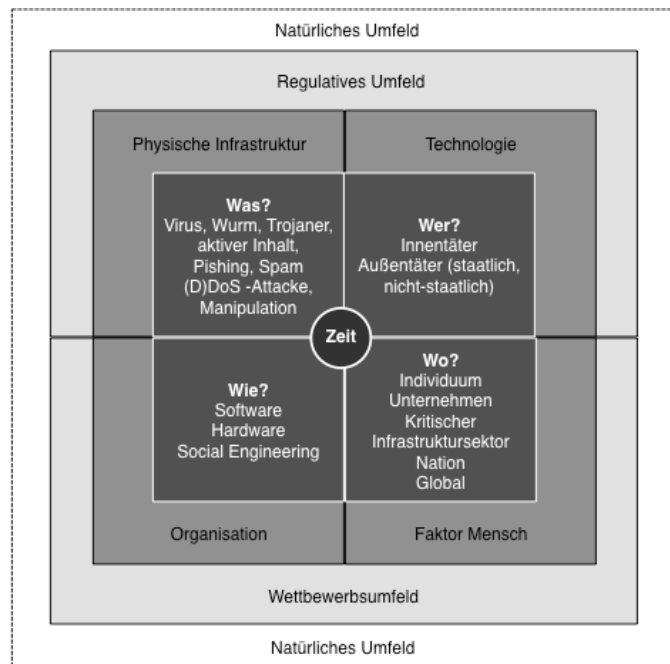 Natürliches Umfeld
Regulatives Umfeld
Physische Infrastruktur
Technologie
Was?
Virus, Wurm, Trojaner,
aktiver Inhalt,
Pishing, Spam
(D)DoS -Attacke,
Manipulation
Wer?
Innentäter
Außentäter (staatlich,
nicht-staatlich)
Zeit
Wie?
Software
Hardware
Social Engineering
Wo?
Individuum
Unternehmen
Kritischer
Infrastruktursektor
Nation
Global
Organisation
Faktor Mensch
Wettbewerbsumfeld
Natürliches Umfeld